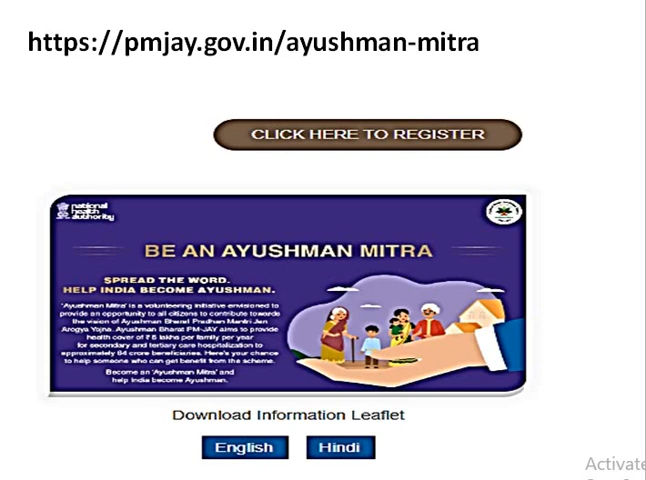 https://pmjay.gov.in/ayushman-mitra
CLICK HERE TO REGISTER
national
health
authority
BE AN AYUSHMAN MITRA
SPREAD THE WORD.
HELP INDIA BECOME AYUSHMAN.
'Ayushman Mitra' is a volunteering initiative envisioned to
provide an opportunity to all citizens to contribute towards
the vision of Ayushman Bharat Pradhan Mantri Jan
Arogya Yojna. Ayushman Bharat PM-JAY aims to provide
health cover of ₹ 5 lakhs per family per year
for secondary and tertiary care hospitalization to
approximately 64 crore beneficiaries. Here's your chance
to help someone who can get benefit from the scheme.
Become an 'Ayushman Mitra' and
help India become Ayushman.
Download Information Leaflet
English Hindi
Activate